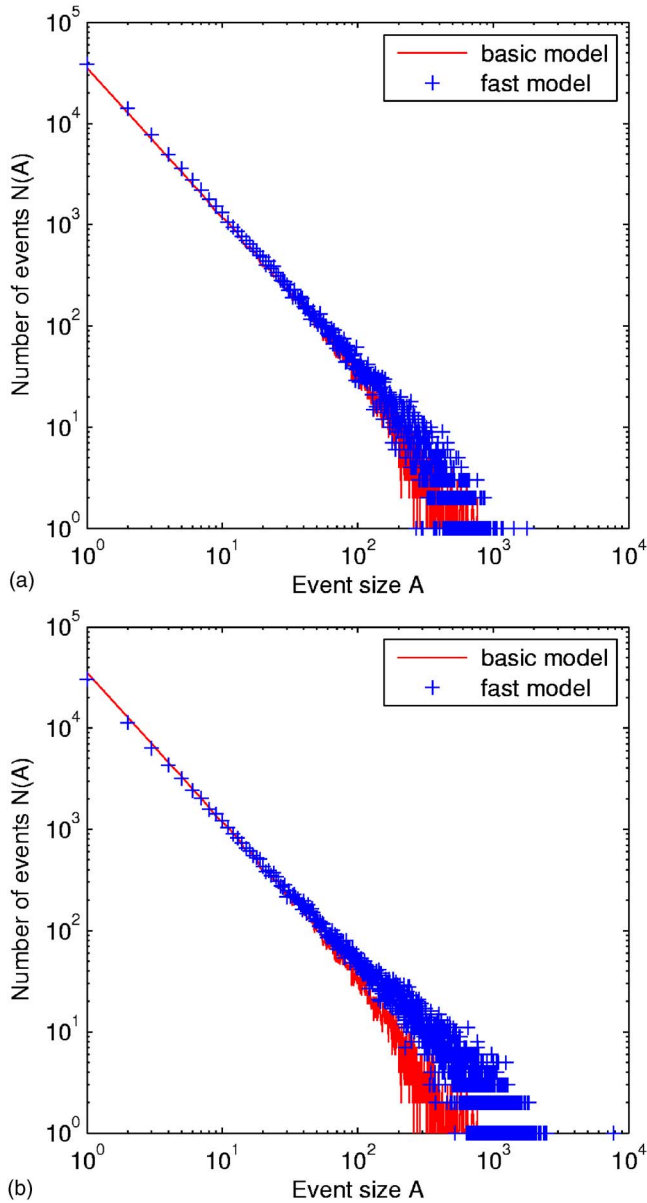 10^5
10^4
10^3
10^2
10^1
10^0
Number of events N(A)
basic model
fast model
10^0 10^1 10^2 10^3 10^4
Event size A
(a)
10^5
10^4
10^3
10^2
10^1
10^0
Number of events N(A)
basic model
fast model
10^0 10^1 10^2 10^3 10^4
Event size A
(b)